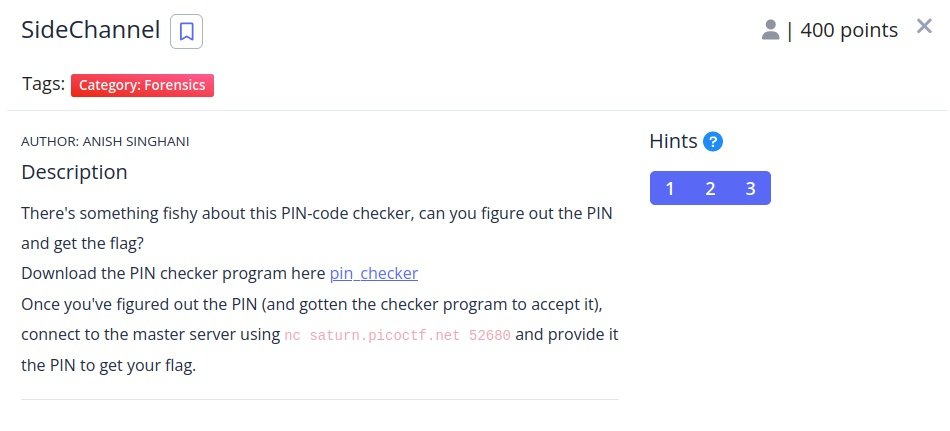 SideChannel
| 400 points
Tags: Category: Forensics
AUTHOR: ANISH SINGHANI
Description
There's something fishy about this PIN-code checker, can you figure out the PIN
and get the flag?
Download the PIN checker program here pin_checker
Once you've figured out the PIN (and gotten the checker program to accept it),
connect to the master server using nc saturn.picoctf.net 52680 and provide it
the PIN to get your flag.
Hints ?
1 2 3